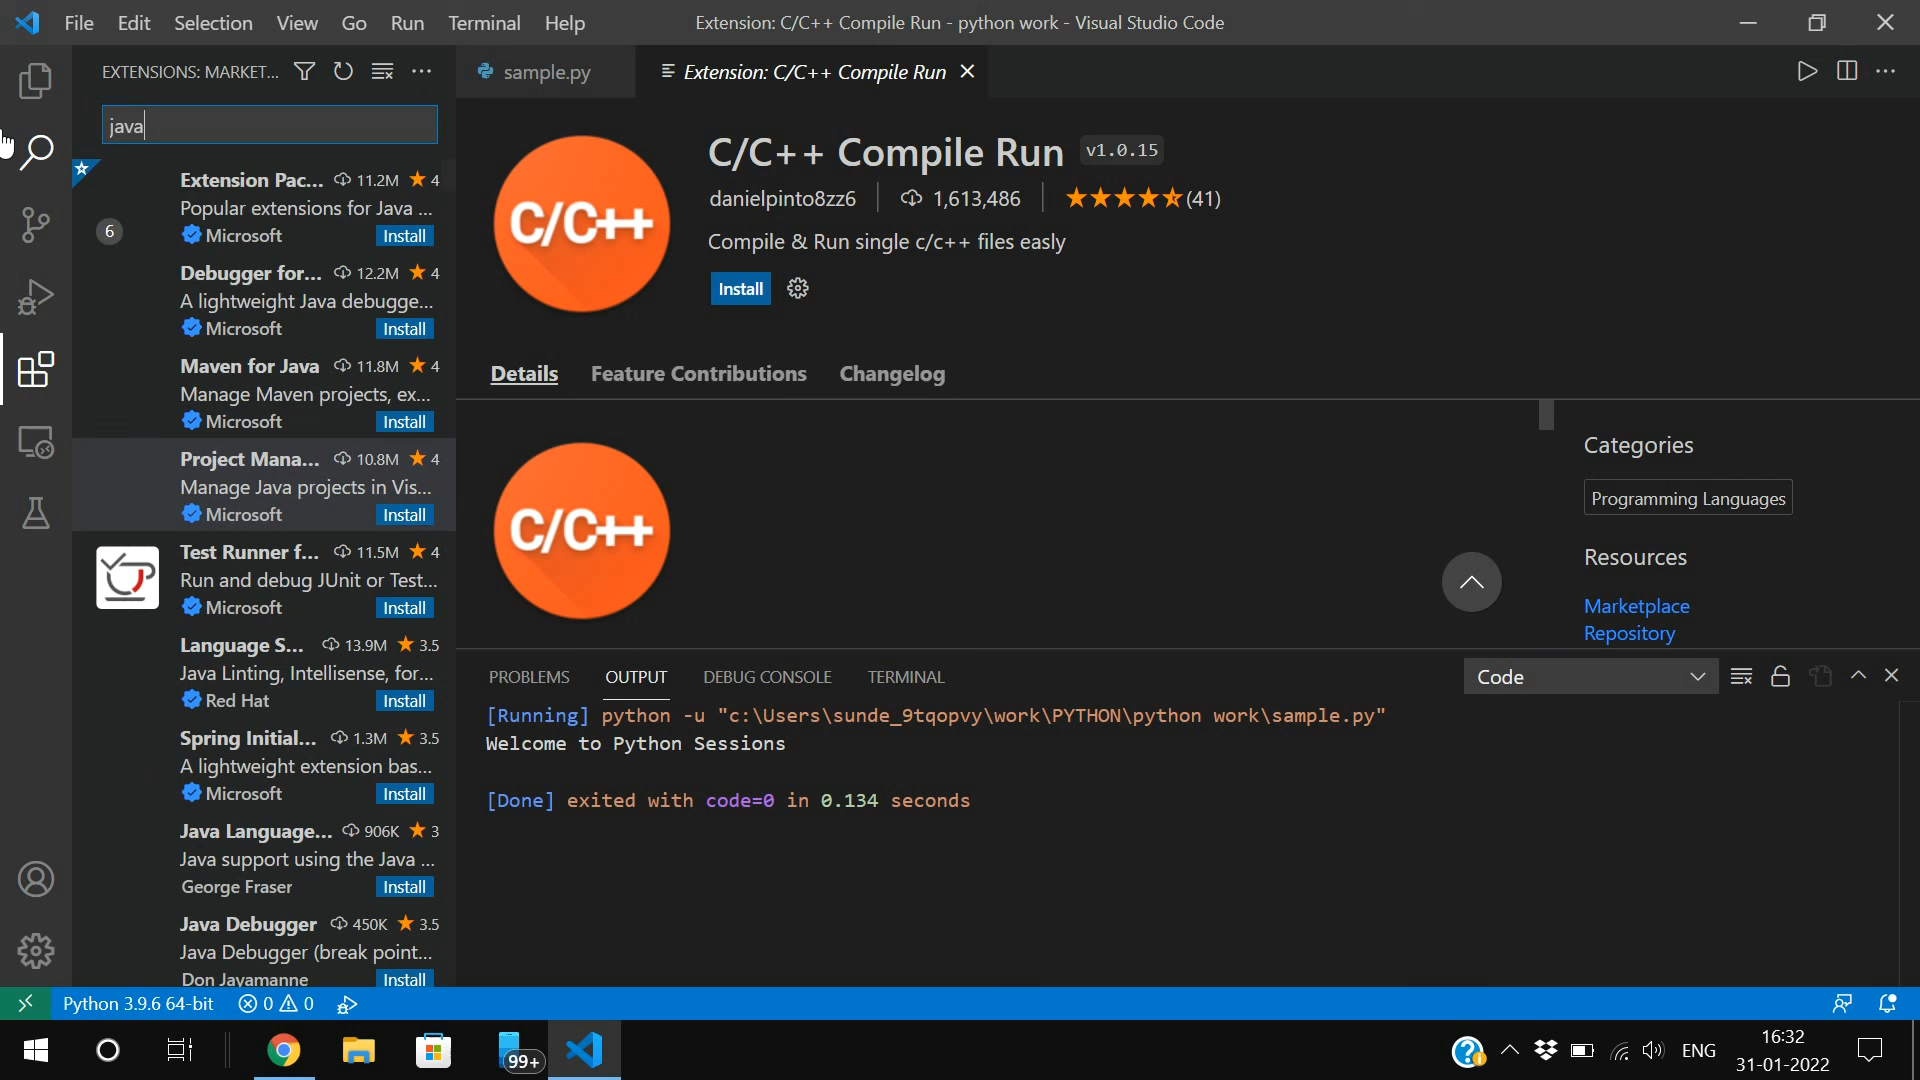 File Edit Selection View Go Run Terminal Help
Extension: C/C++ Compile Run - python work - Visual Studio Code
EXTENSIONS: MARKET...
java
Extension Pac... 11.2M 4
Popular extensions for Java ...
6
Microsoft Install
Debugger for... 12.2M 4
A lightweight Java debugge...
Microsoft Install
Maven for Java 11.8M 4
Manage Maven projects, ex...
Microsoft Install
Project Mana... 10.8M 4
Manage Java projects in Vis...
Microsoft Install
Test Runner f... 11.5M 4
Run and debug JUnit or Test...
Microsoft Install
Language S... 13.9M 3.5
Java Linting, Intellisense, for...
Red Hat Install
Spring Initial... 1.3M 3.5
A lightweight extension bas...
Microsoft Install
Java Language... 906K 3
Java support using the Java ...
George Fraser Install
Java Debugger 450K 3.5
Java Debugger (break point...
Don Jayamanne Install
sample.py
Extension: C/C++ Compile Run
C/C++
C/C++ Compile Run v1.0.15
danielpinto8zz6 1,613,486 (41)
Compile & Run single c/c++ files easly
Install
Details Feature Contributions Changelog
C/C++
Categories
Programming Languages
Resources
Marketplace
Repository
PROBLEMS OUTPUT DEBUG CONSOLE TERMINAL
Code
[Running] python -u "c:\Users\sunde_9tqopvy\work\PYTHON\python work\sample.py"
Welcome to Python Sessions
[Done] exited with code=0 in 0.134 seconds
Python 3.9.6 64-bit 0 0
99+
ENG
16:32
31-01-2022